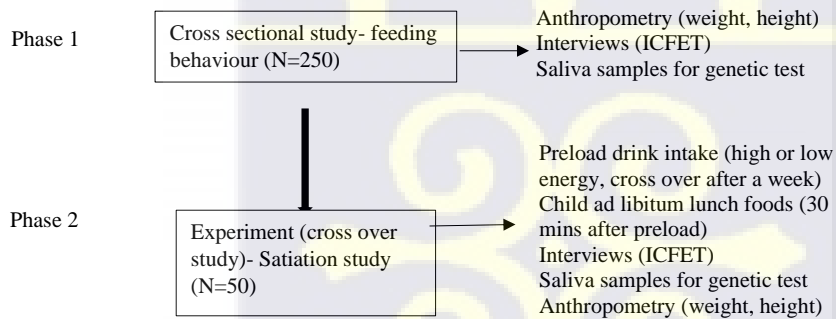 Phase 1
Cross sectional study- feeding
behaviour (N=250)
Anthropometry (weight, height)
Interviews (ICFET)
Saliva samples for genetic test
Phase 2
Experiment (cross over
study)- Satiation study
(N=50)
Preload drink intake (high or low
energy, cross over after a week)
Child ad libitum lunch foods (30
mins after preload)
Interviews (ICFET)
Saliva samples for genetic test
Anthropometry (weight, height)